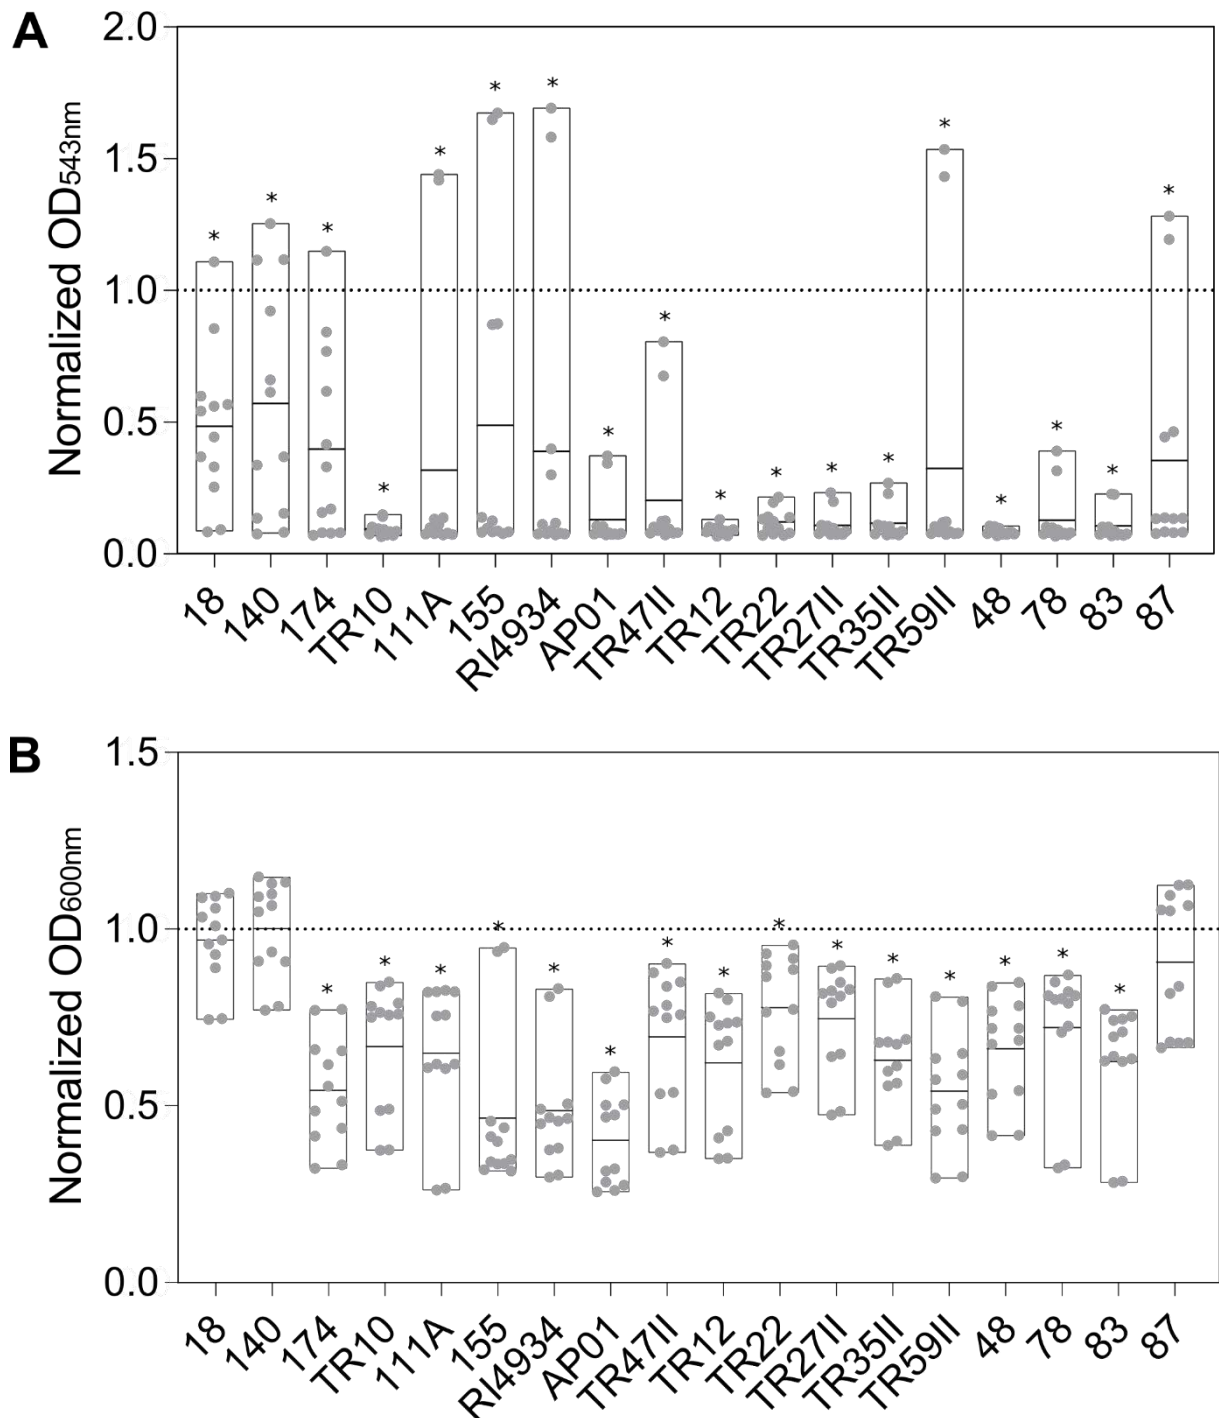 A
Normalized OD543nm
2.0
1.5
1.0
0.5
0.0
* * * * * * * * * * * * * * * * * *
18 140 174 TR10 111A 155 RI4934 AP01 TR47II TR12 TR22 TR27II TR35II TR59II 48 78 83 87
B
Normalized OD600nm
1.5
1.0
0.5
0.0
* * * * * * * * * * * * * * *
18 140 174 TR10 111A 155 RI4934 AP01 TR47II TR12 TR22 TR27II TR35II TR59II 48 78 83 87